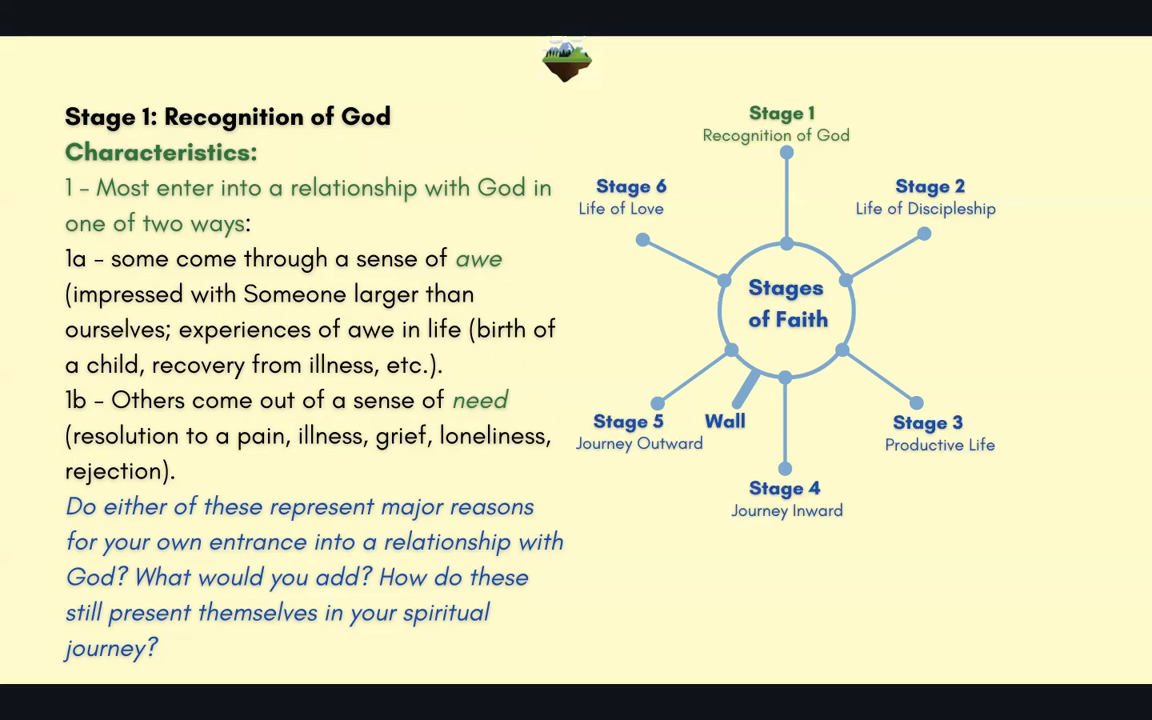 Stage 1: Recognition of God
Characteristics:
1 - Most enter into a relationship with God in
one of two ways:
1a - some come through a sense of awe
(impressed with Someone larger than
ourselves; experiences of awe in life (birth of
a child, recovery from illness, etc.).
1b - Others come out of a sense of need
(resolution to a pain, illness, grief, loneliness,
rejection).
Do either of these represent major reasons
for your own entrance into a relationship with
God? What would you add? How do these
still present themselves in your spiritual
journey?
Stage 1
Recognition of God
Stage 6
Life of Love
Stage 2
Life of Discipleship
Stages
of Faith
Stage 5
Journey Outward
Wall
Stage 3
Productive Life
Stage 4
Journey Inward